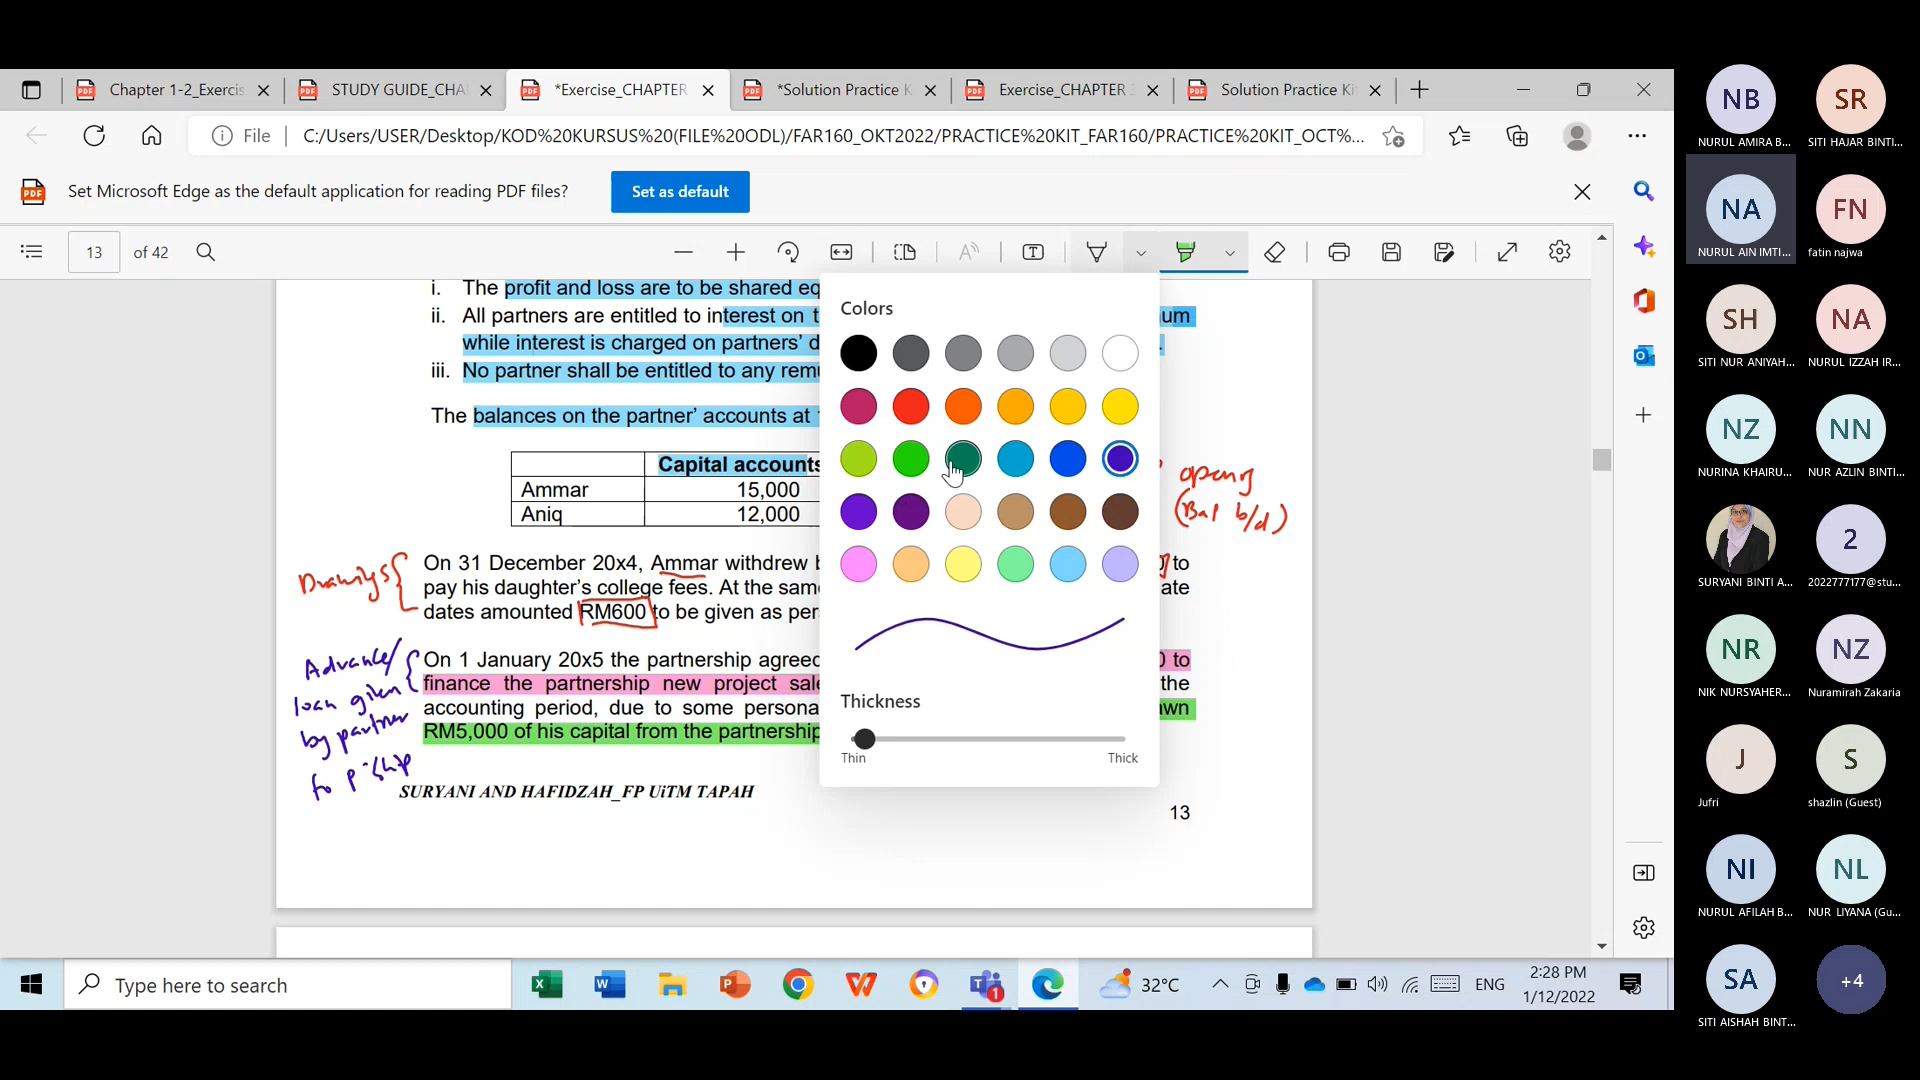 Chapter 1-2_Exercis
STUDY GUIDE_CHA
*Exercise_CHAPTER
*Solution Practice K
Exercise_CHAPTER 3
Solution Practice Ki
File
C:/Users/USER/Desktop/KOD%20KURSUS%20(FILE%20ODL)/FAR160_OKT2022/PRACTICE%20KIT_FAR160/PRACTICE%20KIT_OCT%...
Set Microsoft Edge as the default application for reading PDF files?
Set as default
13
of 42
i. The profit and loss are to be shared eq
ii. All partners are entitled to interest on t
um
while interest is charged on partners' d
iii. No partner shall be entitled to any remu
The balances on the partner' accounts at
Capital accounts
Ammar 15,000
Aniq 12,000
opening
(Bal b/d)
Drawings
On 31 December 20x4, Ammar withdrew b
to
pay his daughter's college fees. At the sam
ate
dates amounted RM600 to be given as per
Advance/
loan given
by partner
to p-ship
On 1 January 20x5 the partnership agreed
0 to
finance the partnership new project sale
the
accounting period, due to some persona
awn
RM5,000 of his capital from the partnership
SURYANI AND HAFIDZAH_FP UiTM TAPAH
13
Colors
Thickness
Thin
Thick
Type here to search
1
32°C
ENG
2:28 PM
1/12/2022
NB
NURUL AMIRA B...
SR
SITI HAJAR BINTI...
NA
NURUL AIN IMTI...
FN
fatin najwa
SH
SITI NUR ANIYAH...
NA
NURUL IZZAH IR...
NZ
NURINA KHAIRU...
NN
NUR AZLIN BINTI...
SURYANI BINTI A...
2
2022777177@stu...
NR
NIK NURSYAHER...
NZ
Nuramirah Zakaria
J
Jufri
S
shazlin (Guest)
NI
NURUL AFILAH B...
NL
NUR LIYANA (Gu...
SA
SITI AISHAH BINT...
+4